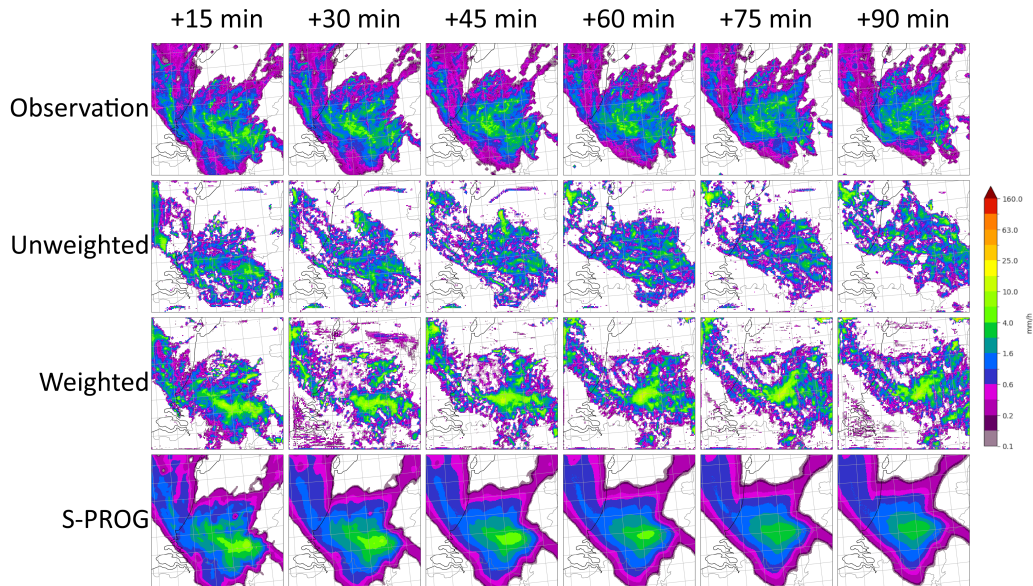 +15 min +30 min +45 min +60 min +75 min +90 min
Observation
Unweighted
Weighted
S-PROG
160.0
63.0
25.0
10.0
4.0
1.6
0.6
0.2
0.1
mm/h